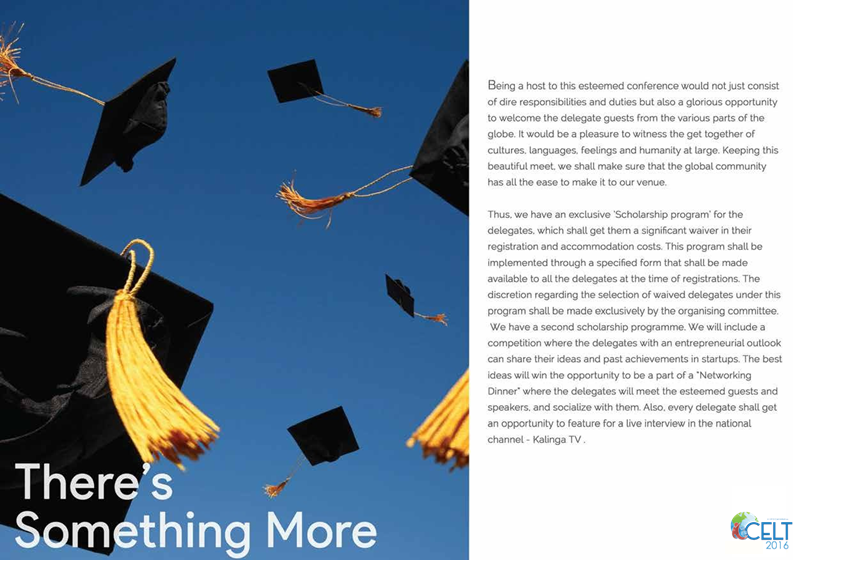 There's
Something More
Being a host to this esteemed conference would not just consist
of dire responsibilities and duties but also a glorious opportunity
to welcome the delegate guests from the various parts of the
globe. It would be a pleasure to witness the get together of
cultures, languages, feelings and humanity at large. Keeping this
beautiful meet, we shall make sure that the global community
has all the ease to make it to our venue.
Thus, we have an exclusive 'Scholarship program' for the
delegates, which shall get them a significant waiver in their
registration and accommodation costs. This program shall be
implemented through a specified form that shall be made
available to all the delegates at the time of registrations. The
discretion regarding the selection of waived delegates under this
program shall be made exclusively by the organising committee.
We have a second scholarship programme. We will include a
competition where the delegates with an entrepreneurial outlook
can share their ideas and past achievements in startups. The best
ideas will win the opportunity to be a part of a "Networking
Dinner" where the delegates will meet the esteemed guests and
speakers, and socialize with them. Also, every delegate shall get
an opportunity to feature for a live interview in the national
channel - Kalinga TV .
CELT
2016